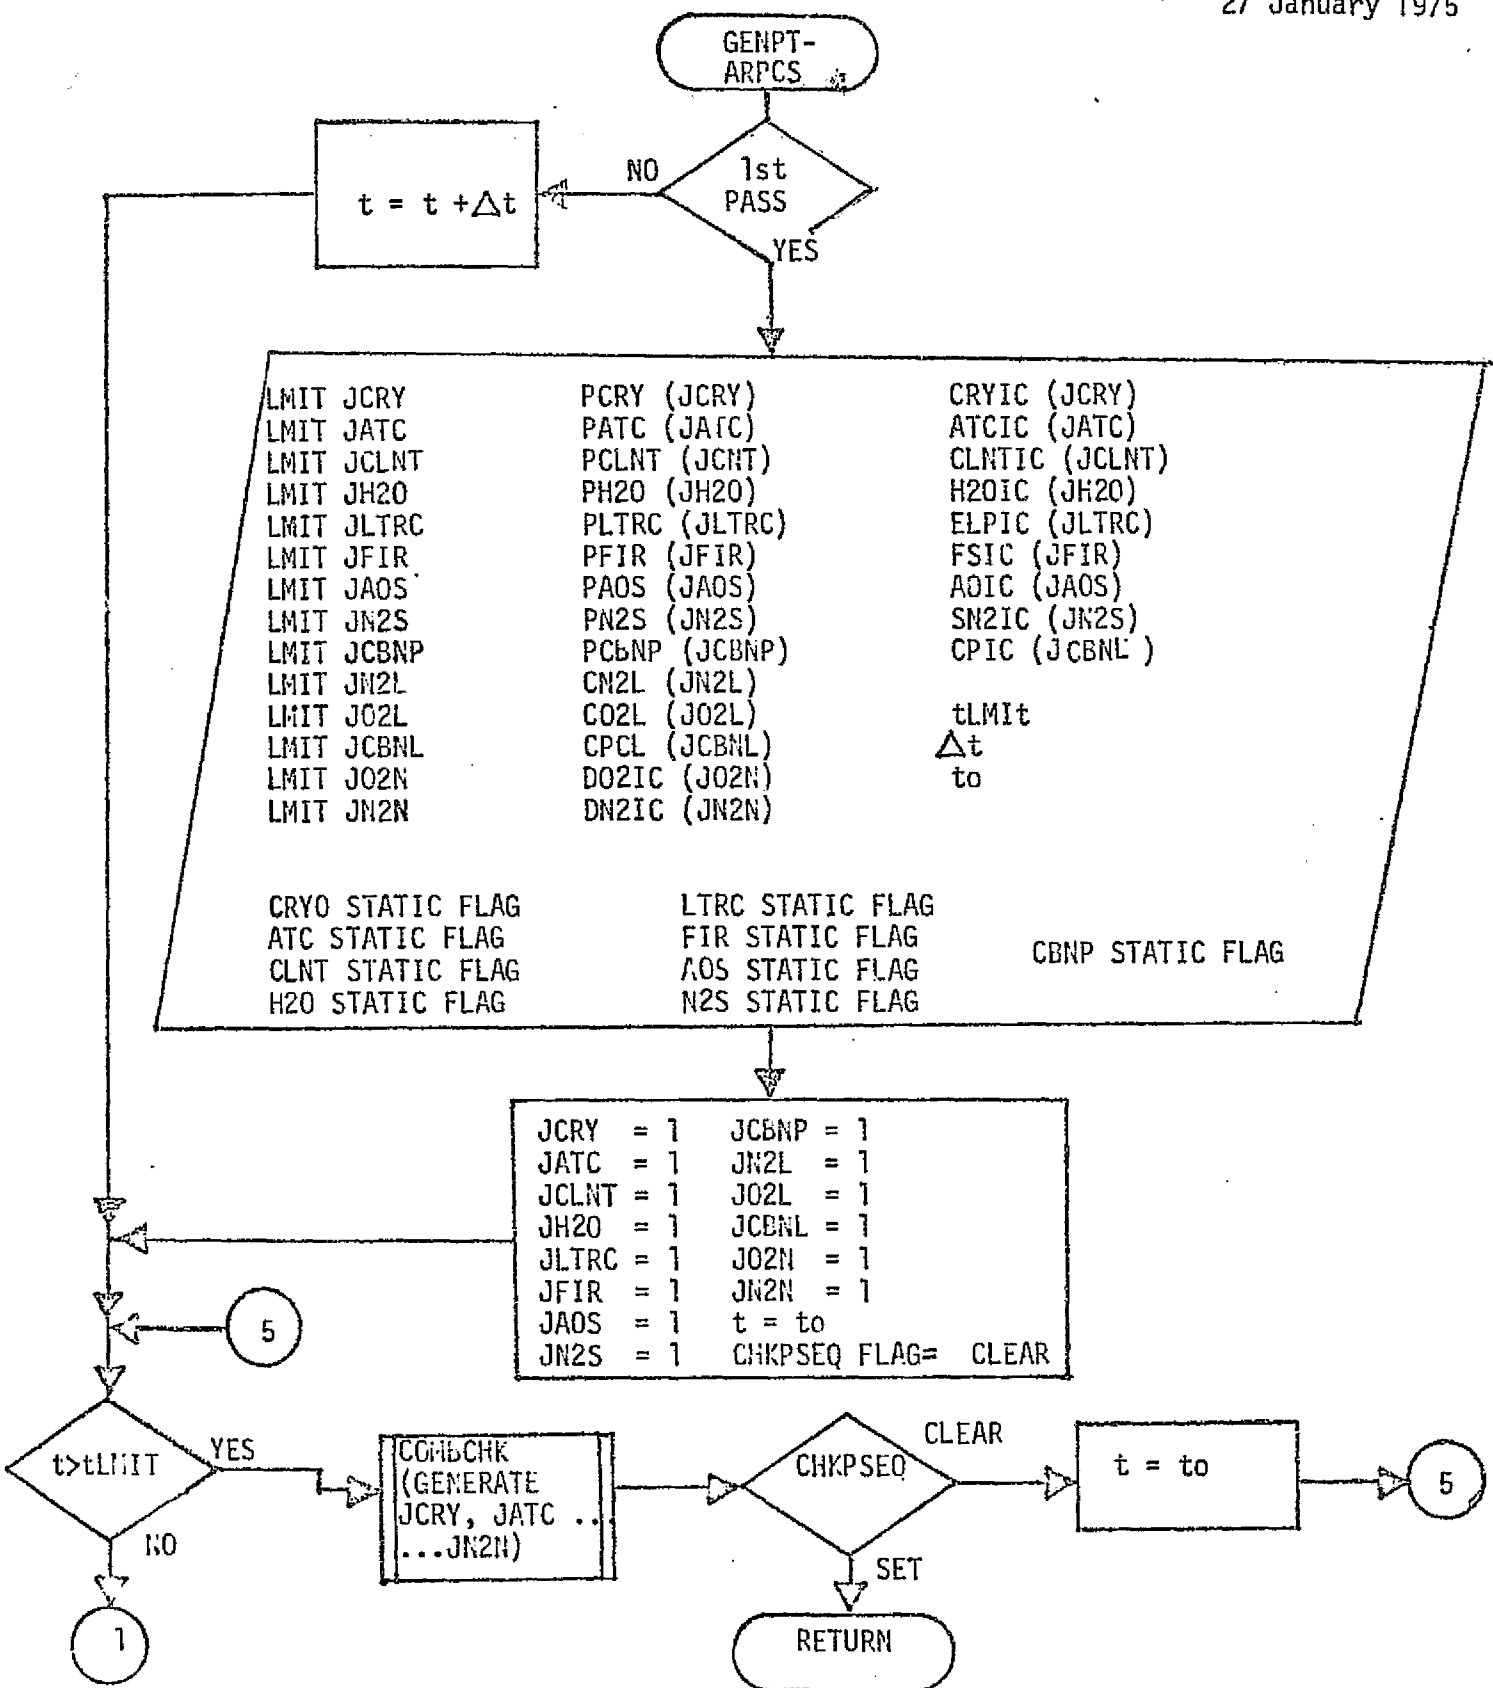 27 January 1975
GENPT-
ARPCS
1st
PASS
NO
YES
t = t +Δt
LMIT JCRY PCRY (JCRY) CRYIC (JCRY)
LMIT JATC PATC (JATC) ATCIC (JATC)
LMIT JCLNT PCLNT (JCNT) CLNTIC (JCLNT)
LMIT JH2O PH2O (JH2O) H2OIC (JH2O)
LMIT JLTRC PLTRC (JLTRC) ELPIC (JLTRC)
LMIT JFIR PFIR (JFIR) FSIC (JFIR)
LMIT JAOS PAOS (JAOS) AOIC (JAOS)
LMIT JN2S PN2S (JN2S) SN2IC (JN2S)
LMIT JCBNP PCBNP (JCBNP) CPIC (JCBNL )
LMIT JN2L CN2L (JN2L)
LMIT JO2L CO2L (JO2L) tLMIt
LMIT JCBNL CPCL (JCBNL) Δt
LMIT JO2N DO2IC (JO2N) to
LMIT JN2N DN2IC (JN2N)
CRYO STATIC FLAG LTRC STATIC FLAG
ATC STATIC FLAG FIR STATIC FLAG CBNP STATIC FLAG
CLNT STATIC FLAG AOS STATIC FLAG
H2O STATIC FLAG N2S STATIC FLAG
JCRY = 1 JCBNP = 1
JATC = 1 JN2L = 1
JCLNT = 1 JO2L = 1
JH2O = 1 JCBNL = 1
JLTRC = 1 JO2N = 1
JFIR = 1 JN2N = 1
JAOS = 1 t = to
JN2S = 1 CHKPSEQ FLAG= CLEAR
5
t>tLMIT
YES
NO
1
COMBCHK
(GENERATE
JCRY, JATC ..
...JN2N)
CHKPSEQ
CLEAR
SET
t = to
5
RETURN